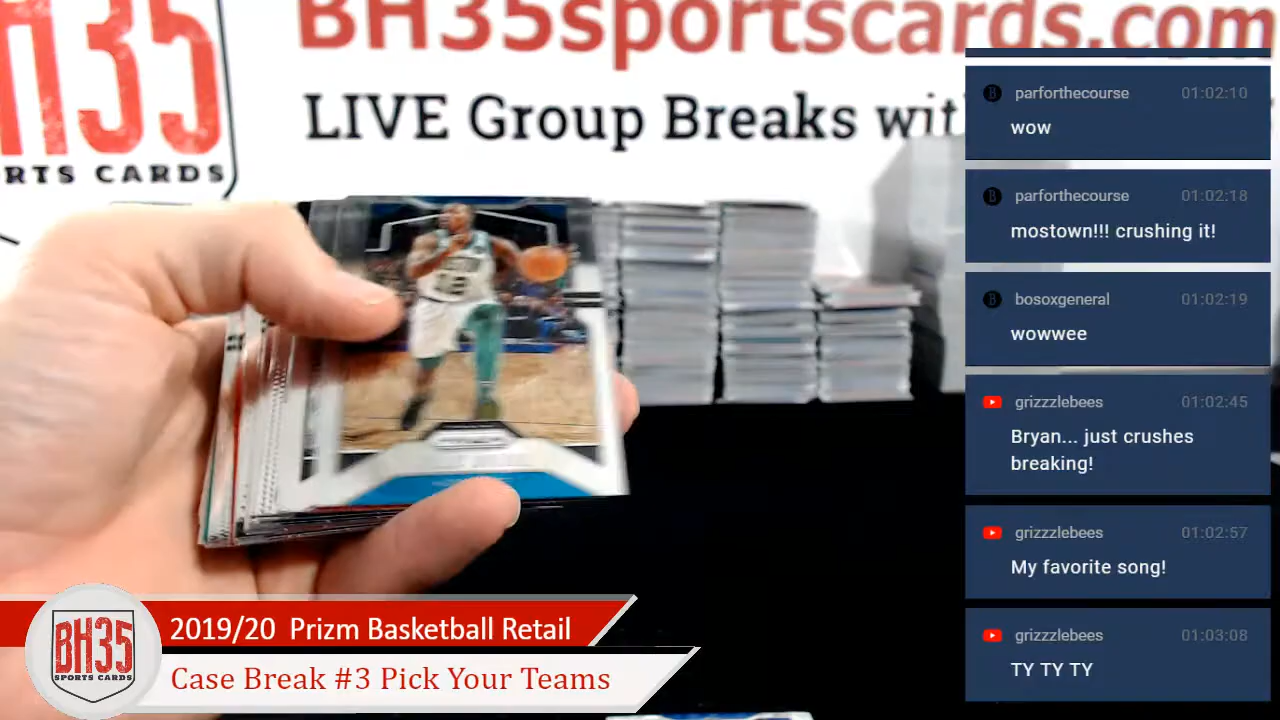 BH35sportscards.com
LIVE Group Breaks wit
H35
RTS CARDS
parforthecourse 01:02:10
wow
parforthecourse 01:02:18
mostown!!! crushing it!
bosoxgeneral 01:02:19
wowwee
grizzzlebees 01:02:45
Bryan... just crushes
breaking!
grizzzlebees 01:02:57
My favorite song!
grizzzlebees 01:03:08
TY TY TY
BH35
SPORTS CARDS
2019/20 Prizm Basketball Retail
Case Break #3 Pick Your Teams